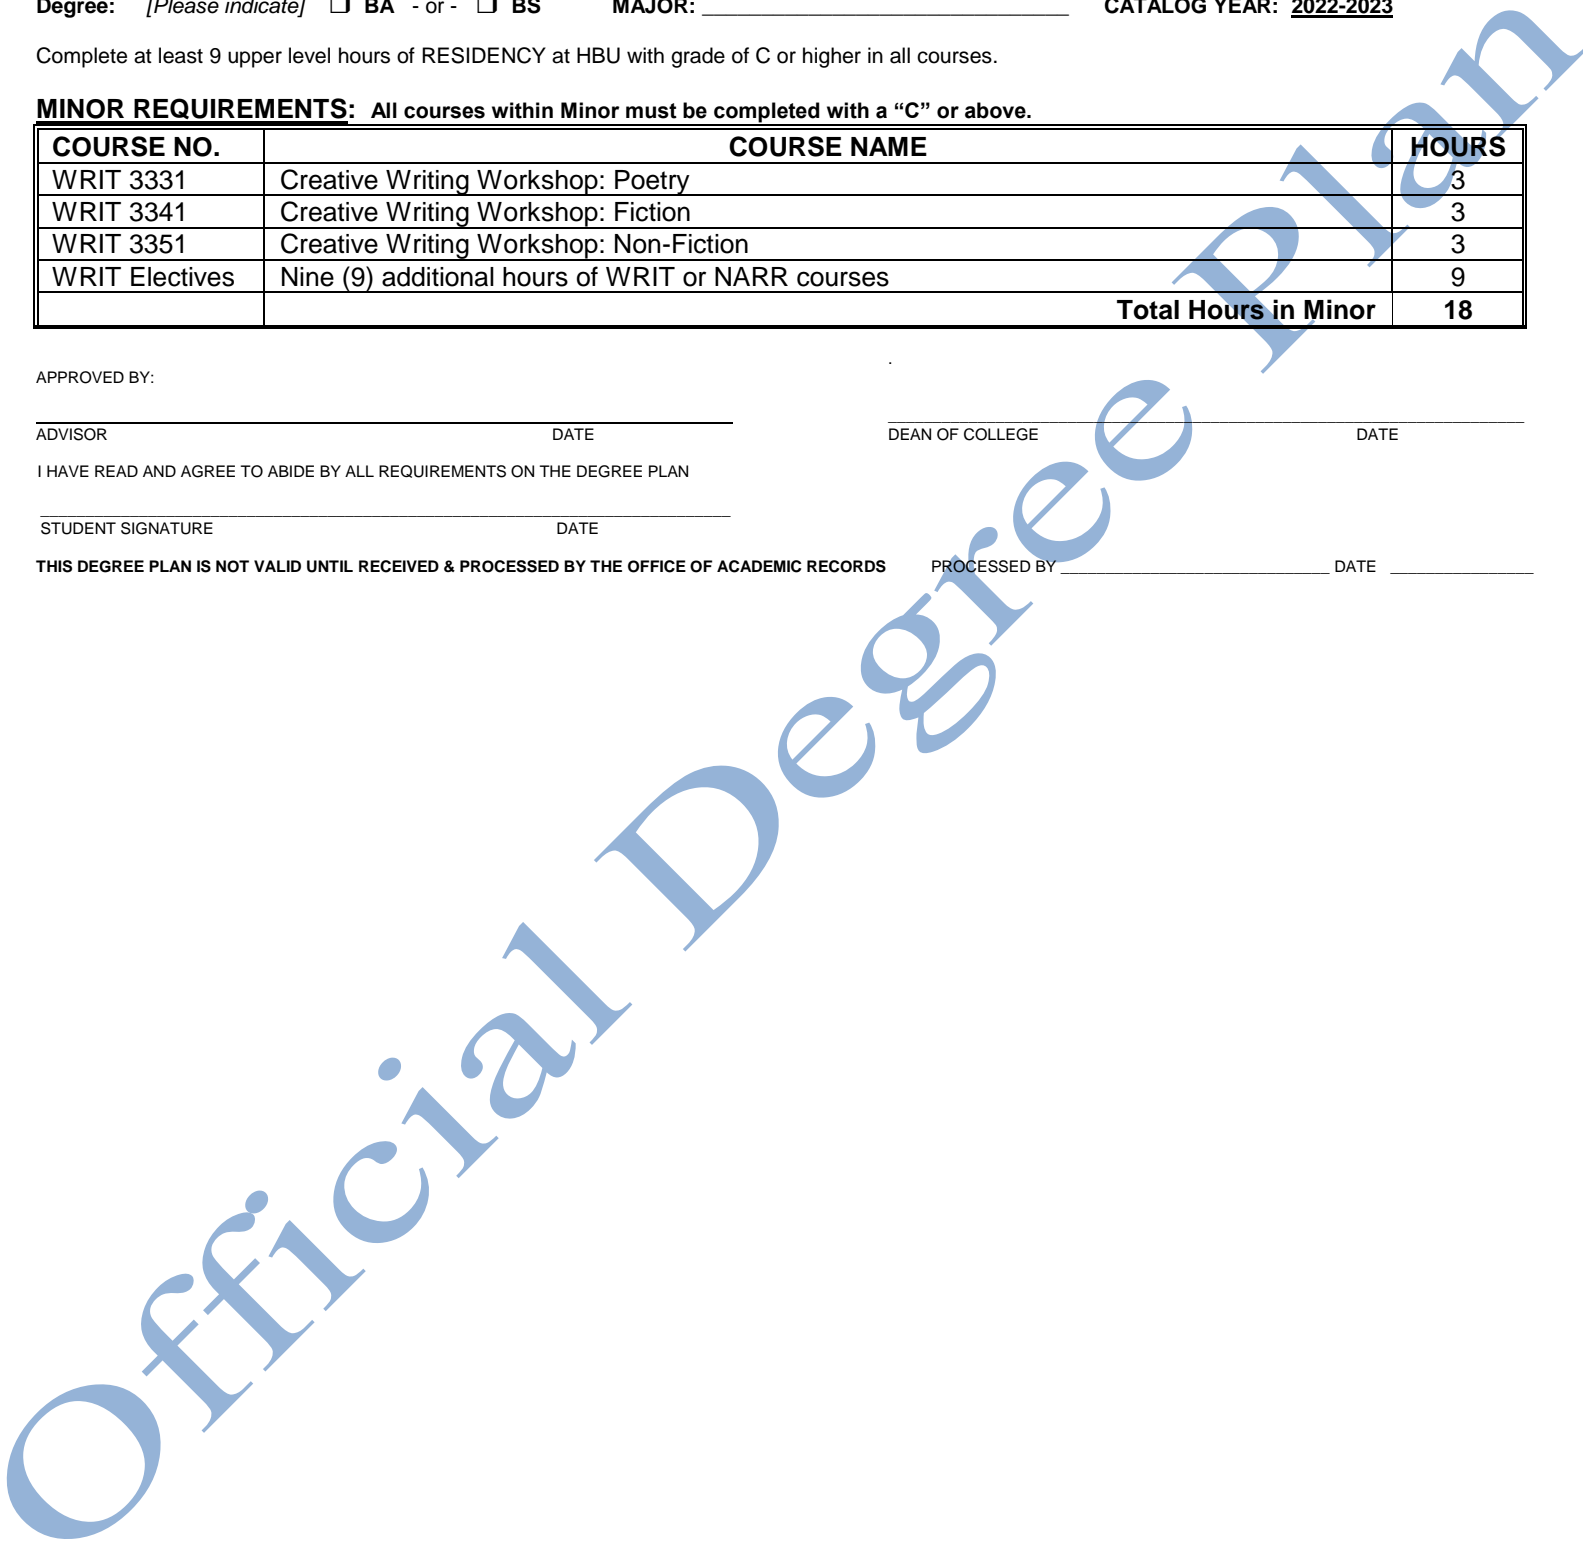 Degree: [Please indicate] ❒ BA - or - ❒ BS MAJOR: ________________________________ CATALOG YEAR: 2022-2023
Complete at least 9 upper level hours of RESIDENCY at HBU with grade of C or higher in all courses.
MINOR REQUIREMENTS: All courses within Minor must be completed with a “C” or above.
COURSE NO. COURSE NAME HOURS
WRIT 3331 Creative Writing Workshop: Poetry 3
WRIT 3341 Creative Writing Workshop: Fiction 3
WRIT 3351 Creative Writing Workshop: Non-Fiction 3
WRIT Electives Nine (9) additional hours of WRIT or NARR courses 9
Total Hours in Minor 18
.
APPROVED BY:
ADVISOR DATE DEAN OF COLLEGE DATE
I HAVE READ AND AGREE TO ABIDE BY ALL REQUIREMENTS ON THE DEGREE PLAN
STUDENT SIGNATURE DATE
THIS DEGREE PLAN IS NOT VALID UNTIL RECEIVED & PROCESSED BY THE OFFICE OF ACADEMIC RECORDS PROCESSED BY ______________________________ DATE ________________
Official Degree Plan